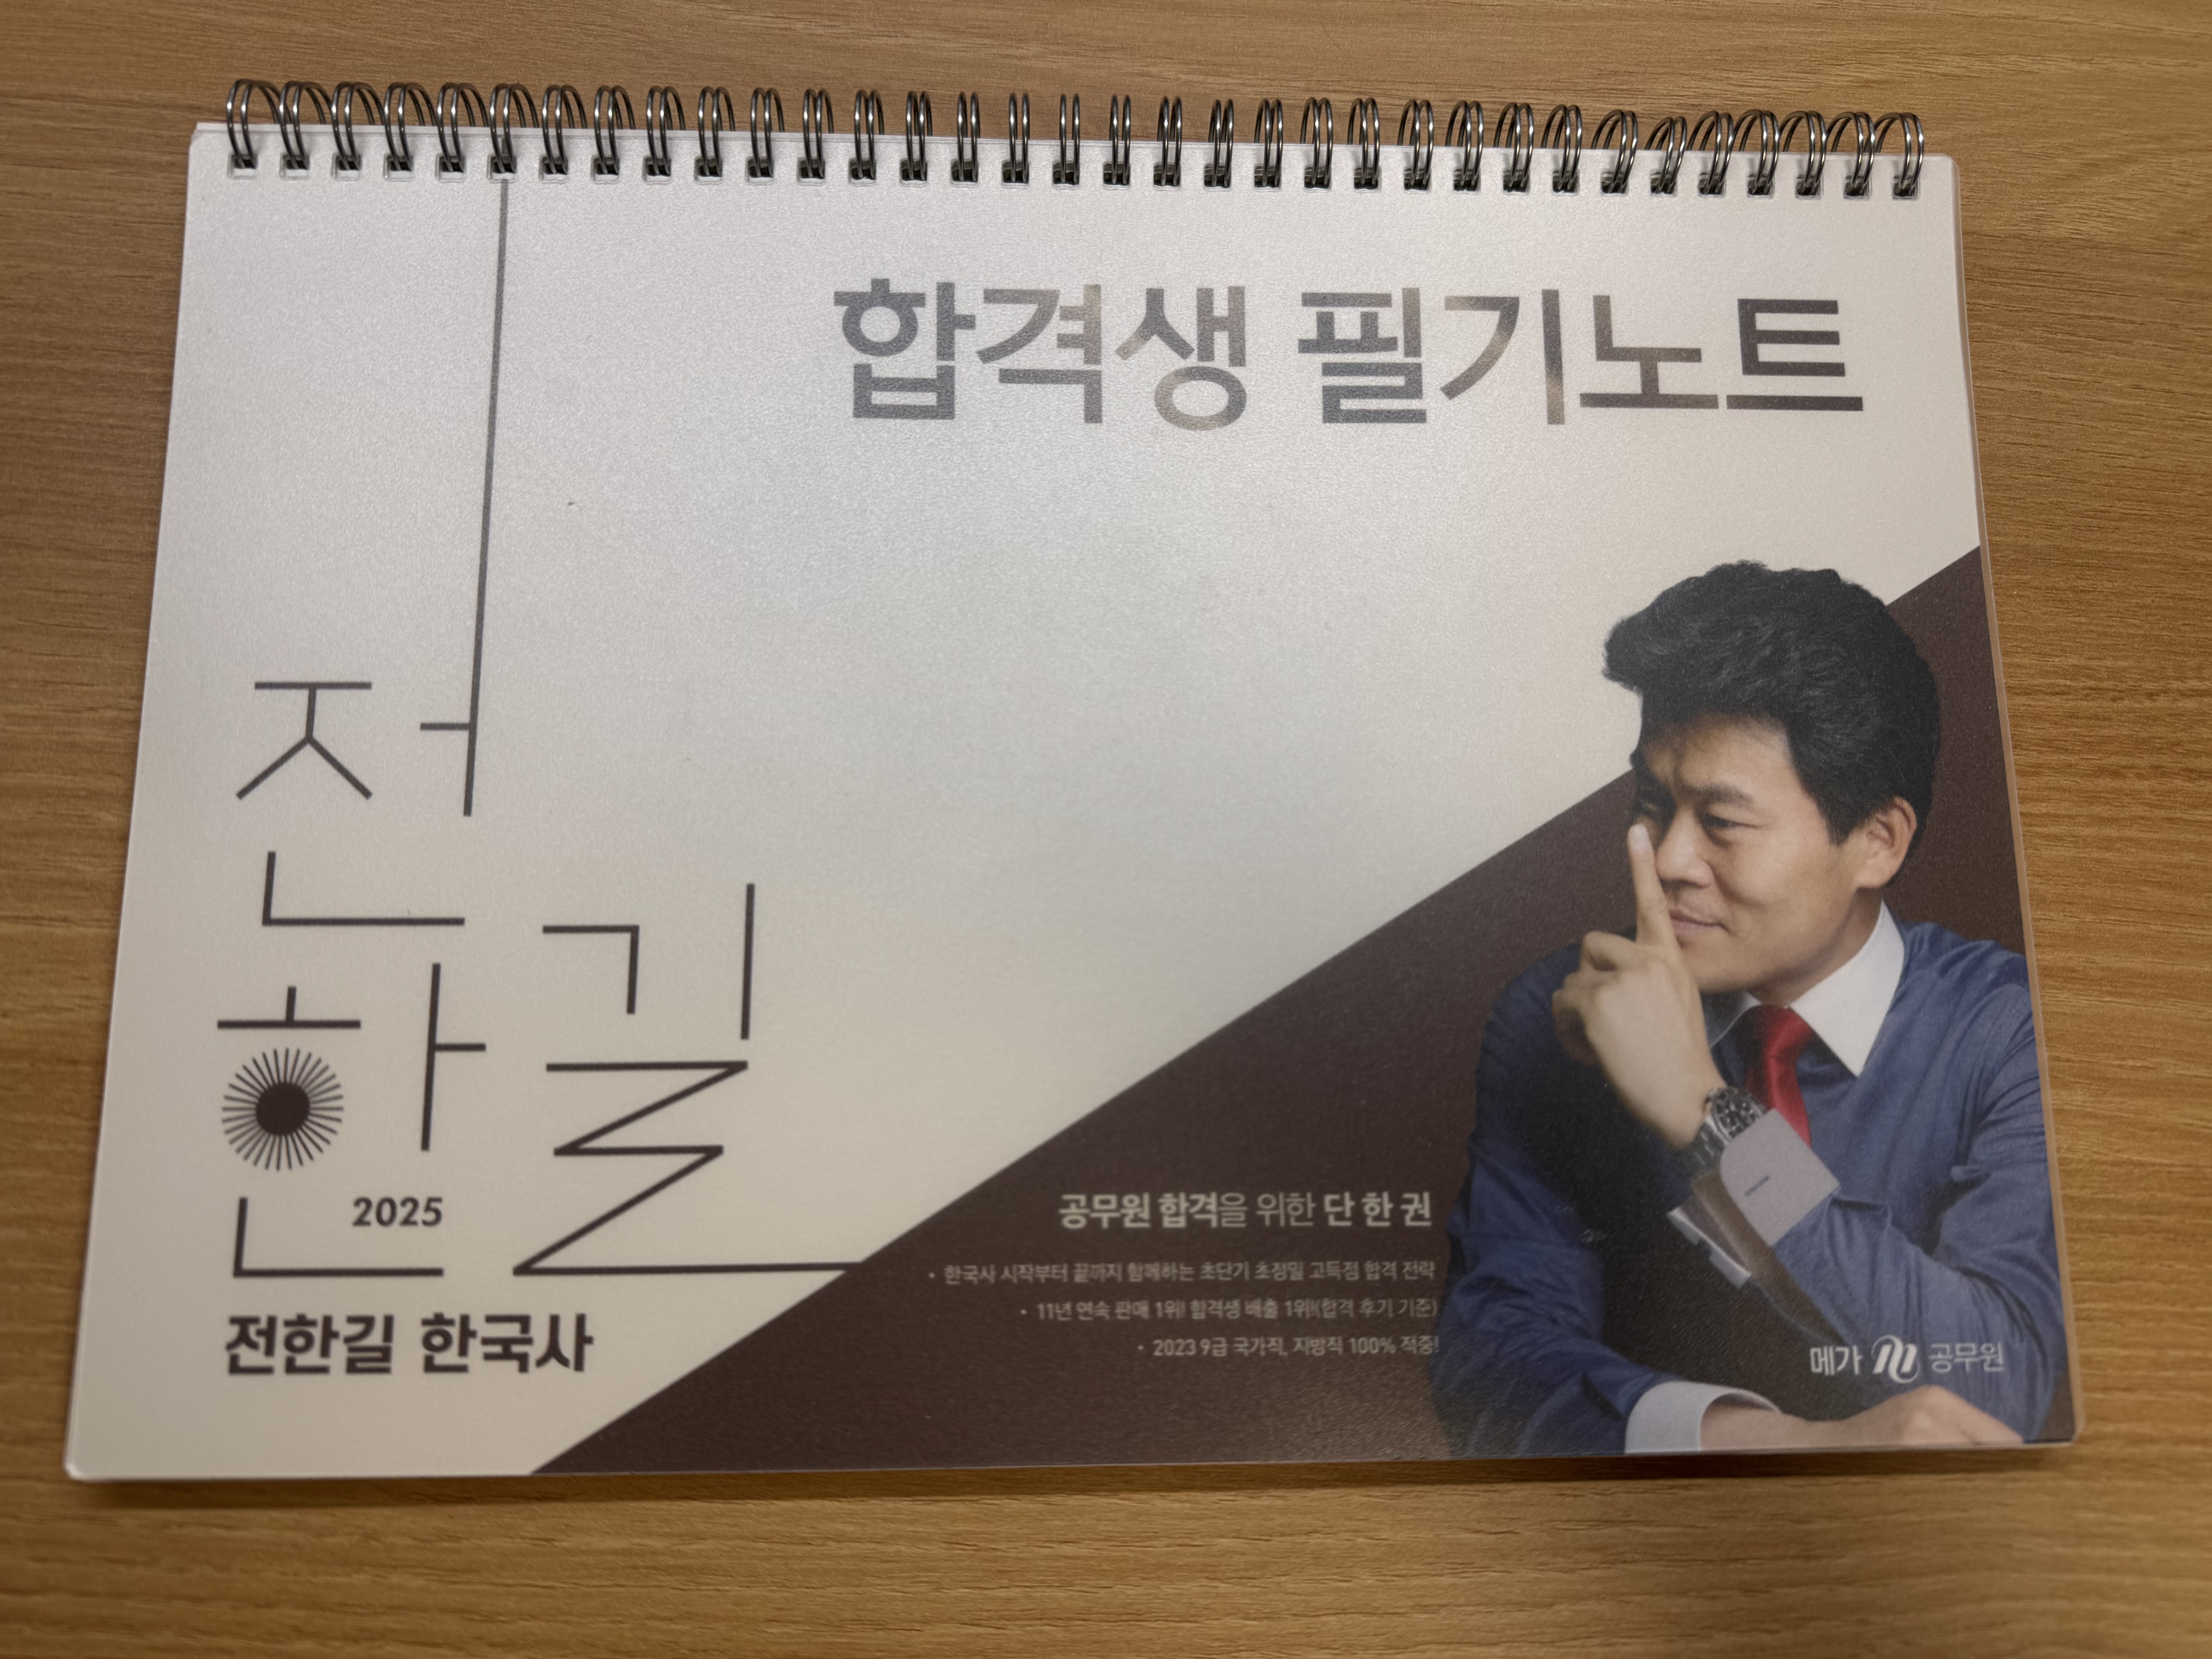 합격생 필기노트
전한길
2025
전한길 한국사
공무원 합격을 위한 단 한 권
• 한국사 시작부터 끝까지 함께하는 초단기 초정밀 고득점 합격 전략
• 11년 연속 판매 1위! 합격생 배출 1위!(합격 후기 기준)
• 2023 9급 국가직, 지방직 100% 적중!
메가 m 공무원